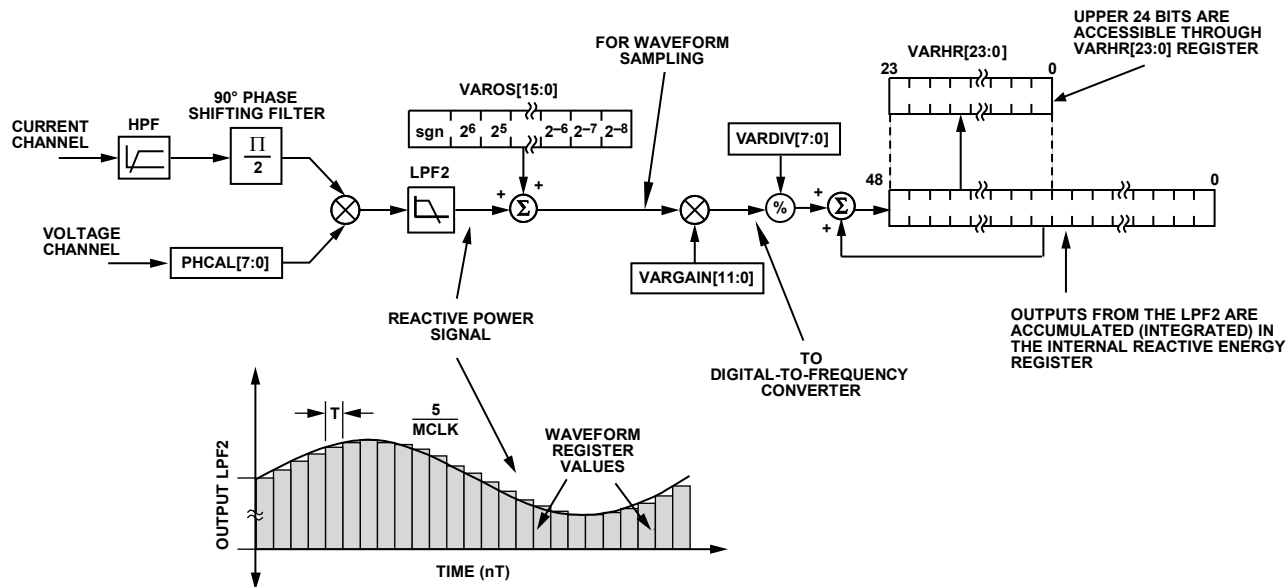 UPPER 24 BITS ARE
ACCESSIBLE THROUGH
VARHR[23:0] REGISTER
FOR WAVEFORM
SAMPLING
VARHR[23:0]
23
0
90° PHASE
SHIFTING FILTER
VAROS[15:0]
CURRENT
CHANNEL
HPF
Π
2
sgn 2⁶ 2⁵ 2⁻⁶ 2⁻⁷ 2⁻⁸
VARDIV[7:0]
LPF2
+
+
Σ
%
+
+
Σ
48
0
VOLTAGE
CHANNEL
PHCAL[7:0]
VARGAIN[11:0]
REACTIVE POWER
SIGNAL
TO
DIGITAL-TO-FREQUENCY
CONVERTER
OUTPUTS FROM THE LPF2 ARE
ACCUMULATED (INTEGRATED) IN
THE INTERNAL REACTIVE ENERGY
REGISTER
T
5
MCLK
WAVEFORM
REGISTER
VALUES
OUTPUT LPF2
TIME (nT)